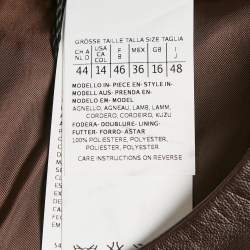 GRÖSSE TAILLE TALLA SIZE TAGLIA
CH A NL D
USA CA COL
F B
MEX
GB
I J
44 14 46 36 16 48
MODELLO IN- PIECE EN- STYLE IN-
MODELL AUS- PRENDA EN-
MODELO EM- MODEL
AGNELLO, AGNEAU, LAMB, LAMM,
CORDERO, CORDEIRO, KUZU
FODERA- DOUBLURE- LINING-
FUTTER- FORRO- ASTAR
100% POLIESTERE, POLYESTER,
POLYESTER, POLYESTER,
CARE INSTRUCTIONS ON REVERSE